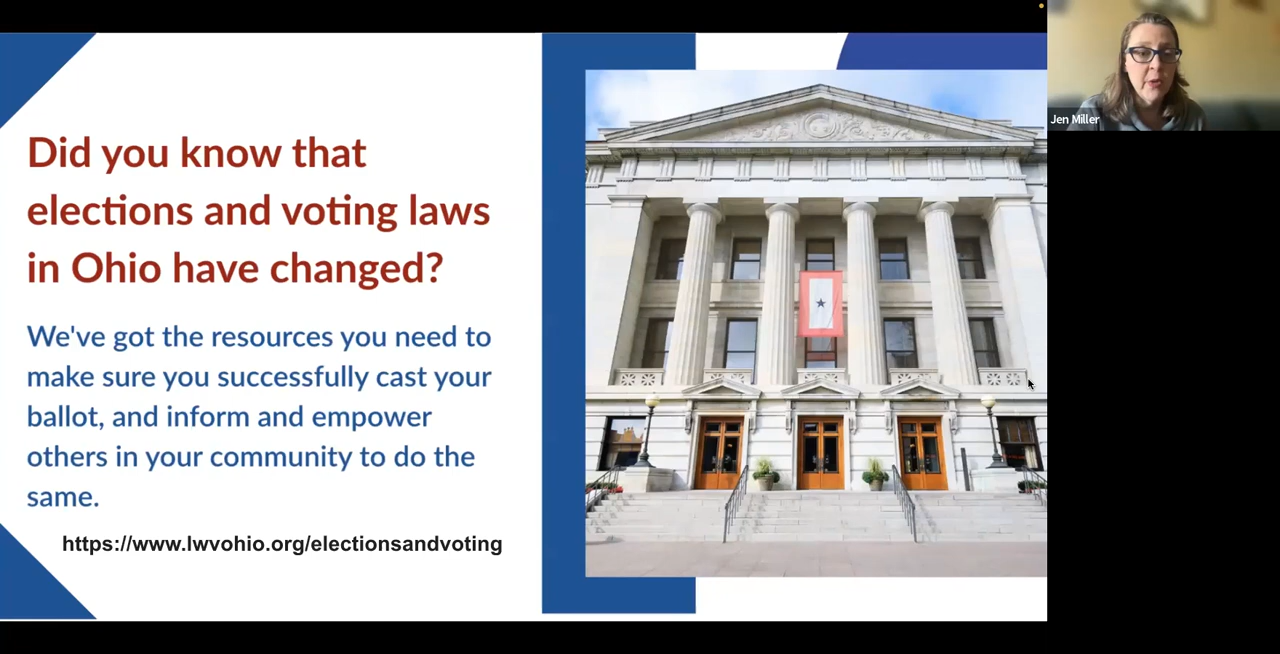 Did you know that
elections and voting laws
in Ohio have changed?
We've got the resources you need to
make sure you successfully cast your
ballot, and inform and empower
others in your community to do the
same.
https://www.lwvohio.org/electionsandvoting
Jen Miller